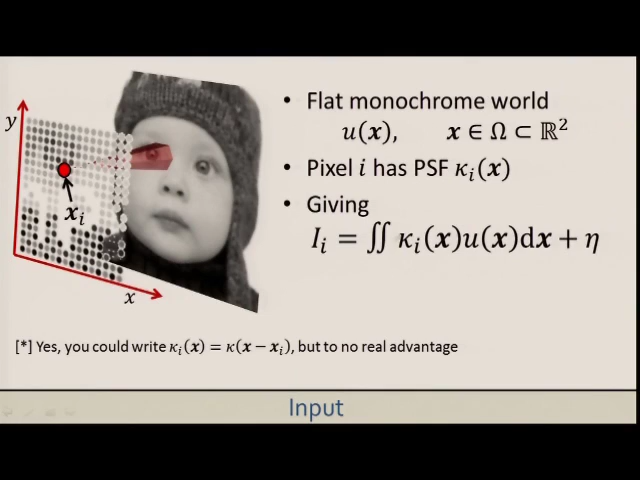 • Flat monochrome world
u(x), x ∈ Ω ⊂ ℝ²
• Pixel i has PSF κᵢ(x)
• Giving
Iᵢ = ∬ κᵢ(x)u(x)dx + η
y
xᵢ
x
[*] Yes, you could write κᵢ(x) = κ(x − xᵢ), but to no real advantage
Input